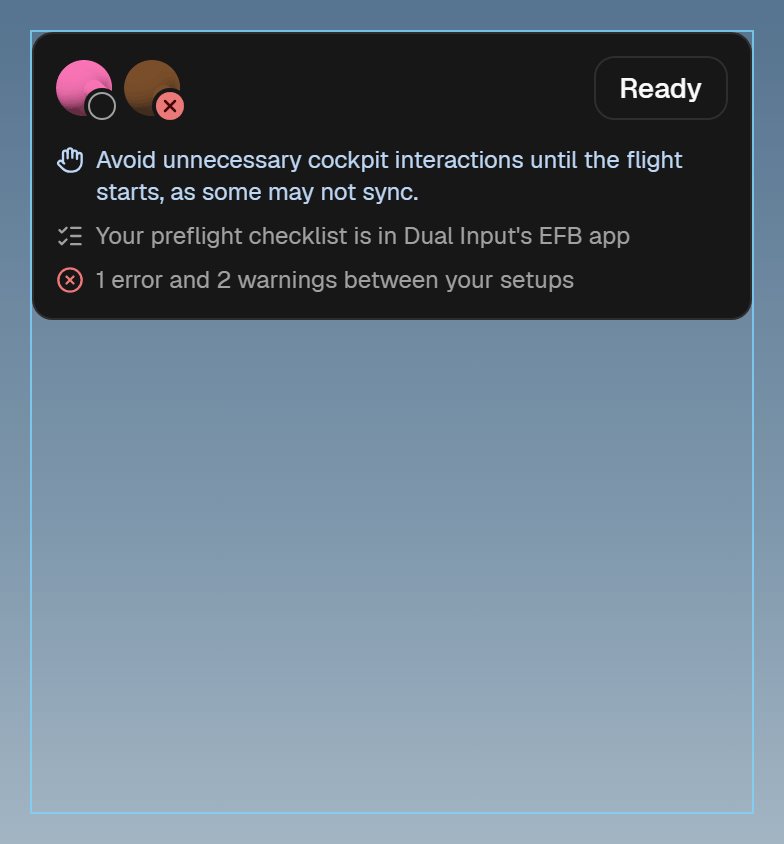 Ready
Avoid unnecessary cockpit interactions until the flight
starts, as some may not sync.
Your preflight checklist is in Dual Input's EFB app
1 error and 2 warnings between your setups